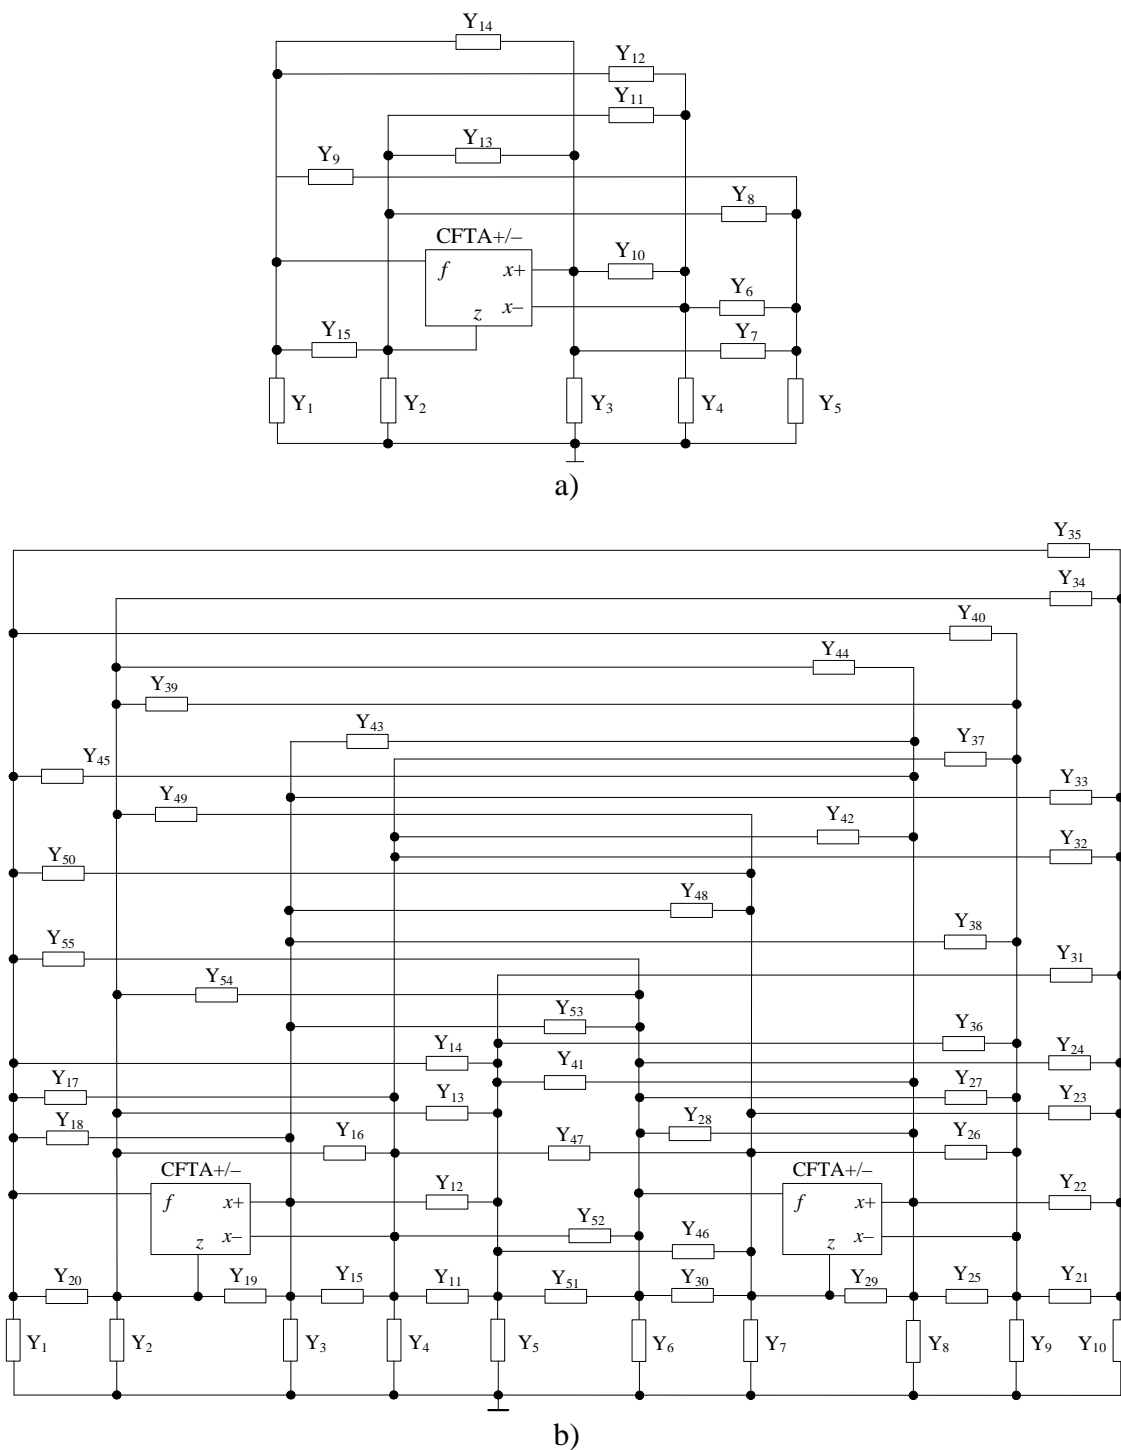 Y14
Y12
Y11
Y13
Y9
Y8
CFTA+/–
f x+ Y10
x– Y6
z
Y15 Y7
Y1 Y2 Y3 Y4 Y5
a)
Y35
Y34
Y40
Y44
Y39
Y43
Y37
Y45
Y33
Y49
Y42
Y50 Y32
Y48
Y38
Y55
Y31
Y54
Y53
Y36
Y14 Y24
Y41
Y17 Y27
Y13 Y23
Y18 Y28
Y16 Y47 Y26
CFTA+/– CFTA+/–
f x+ Y12 f x+ Y22
x– Y52 x–
z Y46 z
Y20 Y19 Y15 Y11 Y51 Y30 Y29 Y25 Y21
Y1 Y2 Y3 Y4 Y5 Y6 Y7 Y8 Y9 Y10
b)